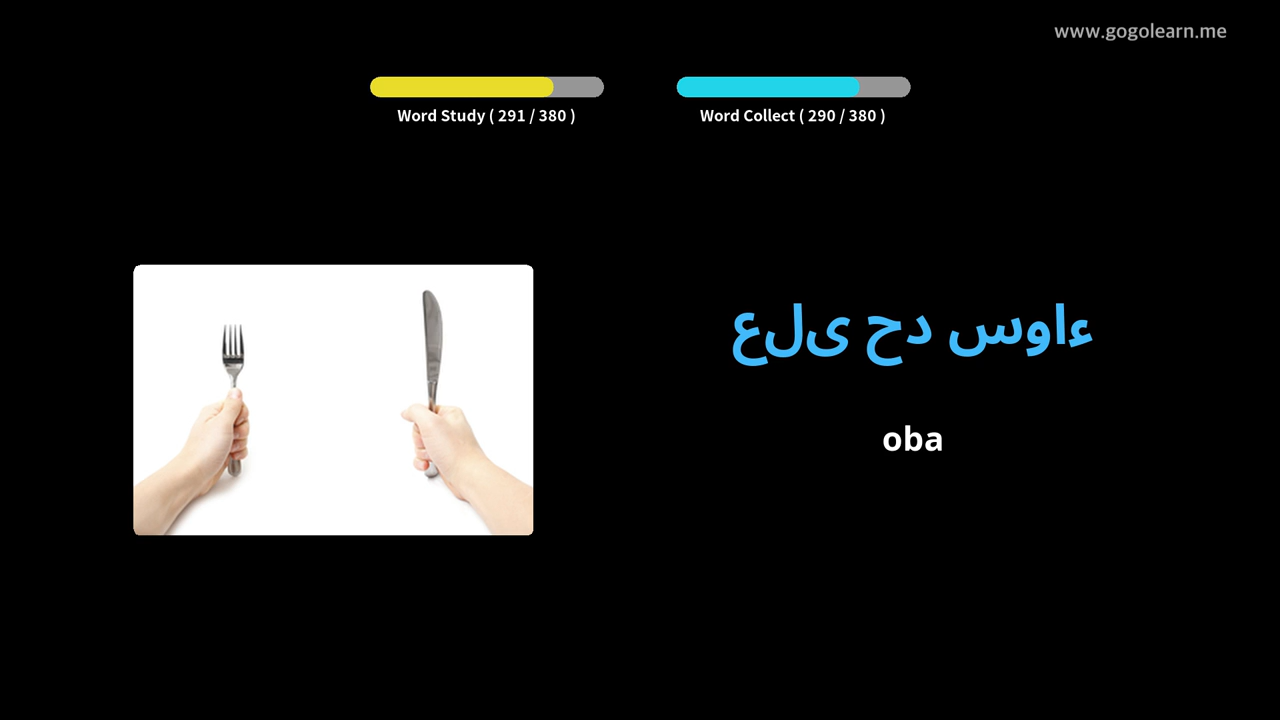 www.gogolearn.me
Word Study ( 291 / 380 )
Word Collect ( 290 / 380 )
على حد سواء
oba